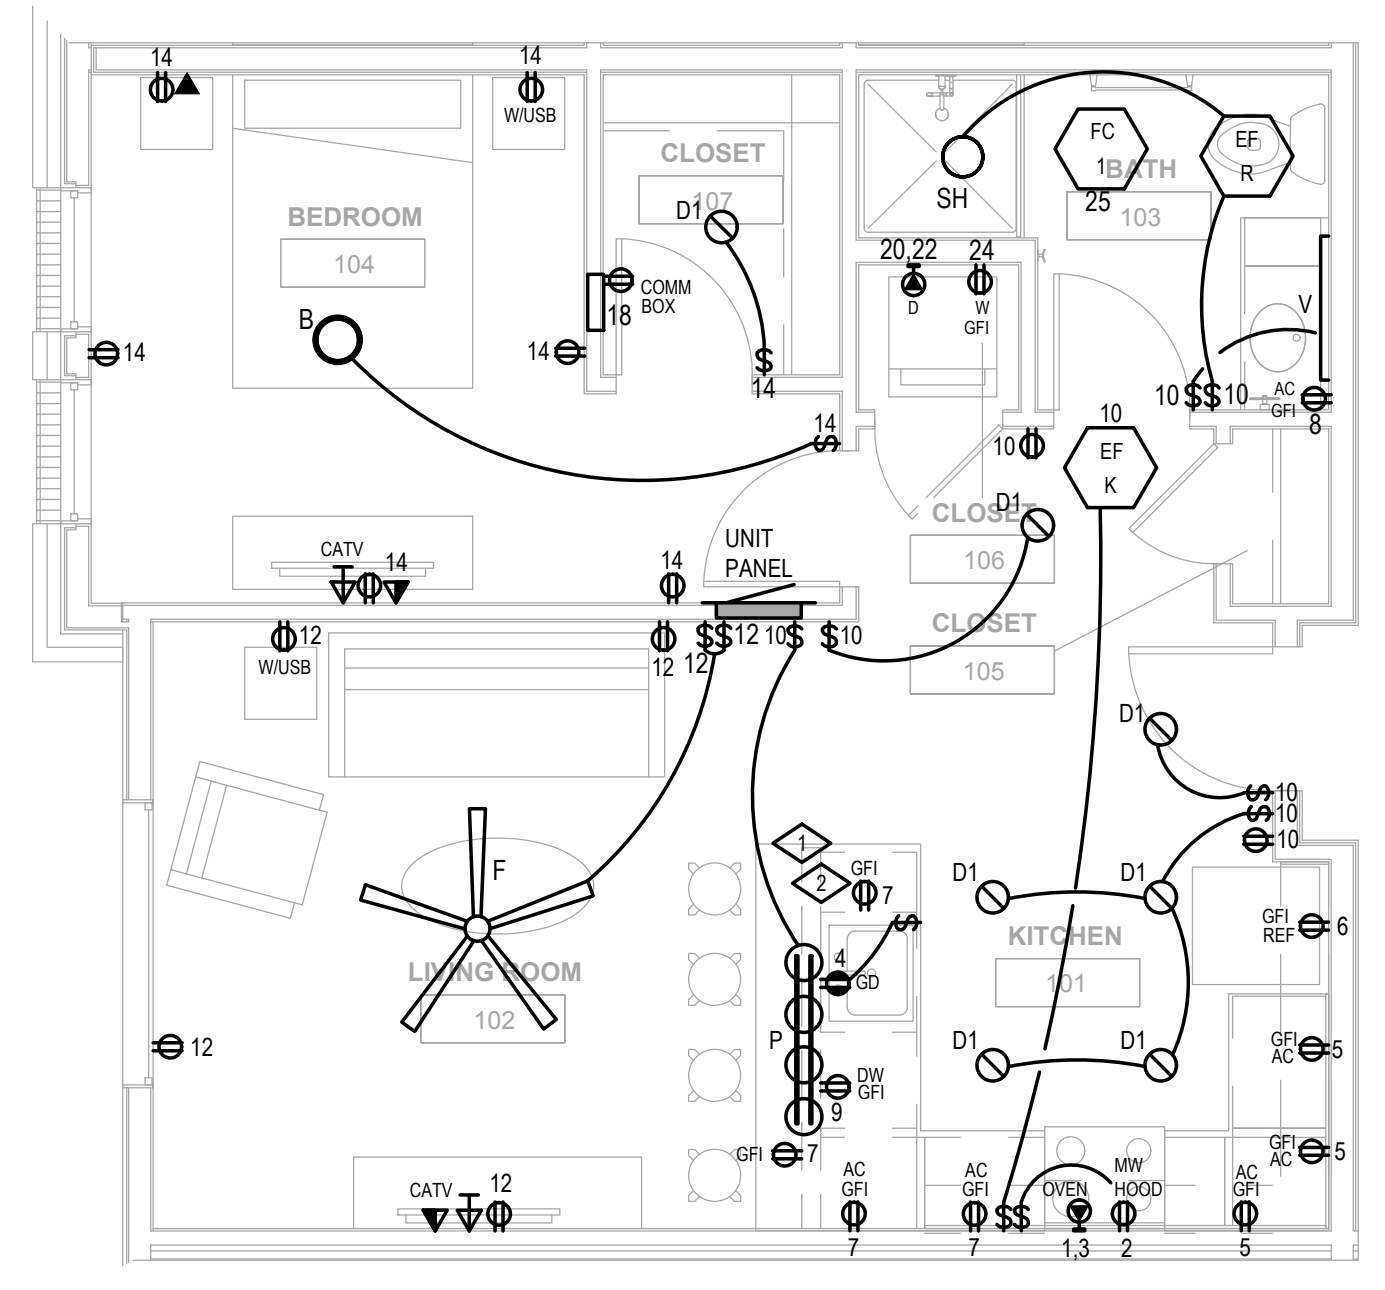 14
14
W/USB
CLOSET
107
D1
BEDROOM
104
SH
FC
1
25
BATH
103
EF
R
20,22
24
D
W
GFI
V
COMM
BOX
18
B
14
14
14
14
10
10
AC
GFI
8
10
10
EF
K
D1
CLOSET
106
UNIT
PANEL
CATV
14
14
CLOSET
105
12
W/USB
12
12
12
10
10
D1
10
10
10
F
1
2
GFI
7
D1
D1
GFI
REF
6
KITCHEN
101
LIVING ROOM
102
4
GD
P
D1
D1
GFI
AC
5
12
DW
GFI
9
GFI
7
GFI
AC
5
CATV
12
AC
GFI
7
AC
GFI
7
OVEN
1,3
MW
HOOD
2
AC
GFI
5
$
$
$
$
$
$
$
$
$
$
$
$
$
$